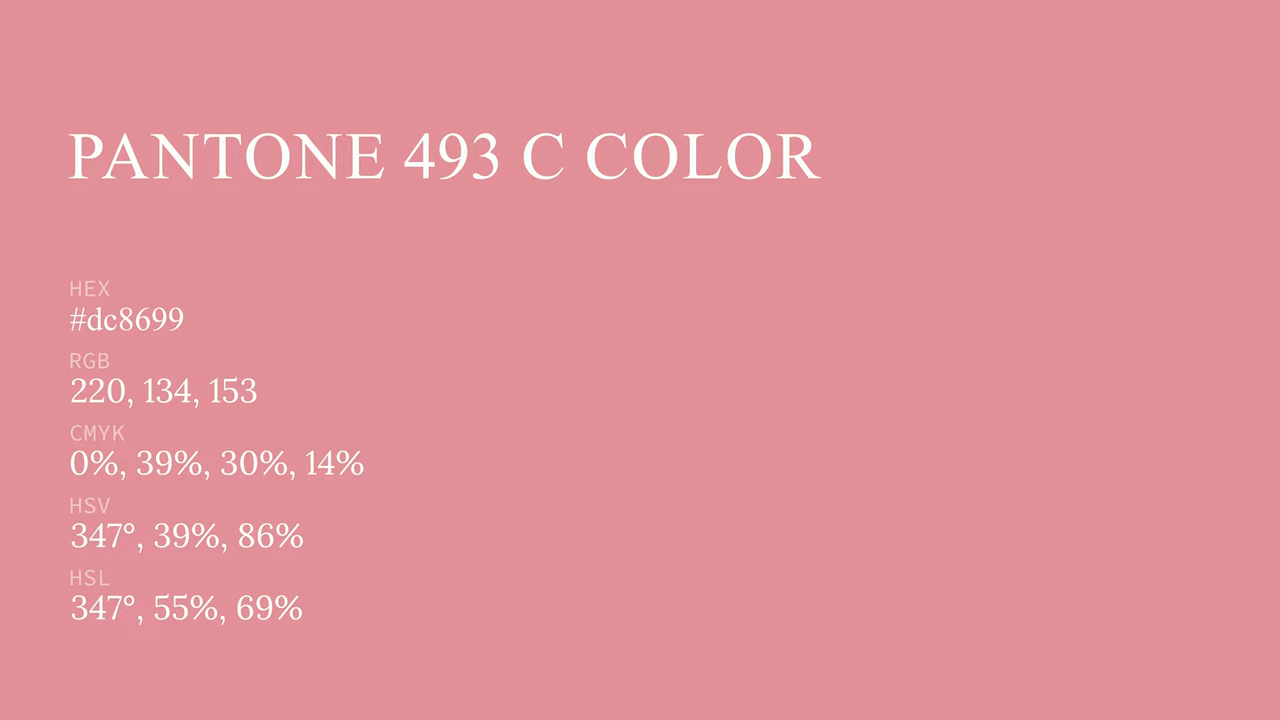 PANTONE 493 C COLOR
HEX
#dc8699
RGB
220, 134, 153
CMYK
0%, 39%, 30%, 14%
HSV
347°, 39%, 86%
HSL
347°, 55%, 69%